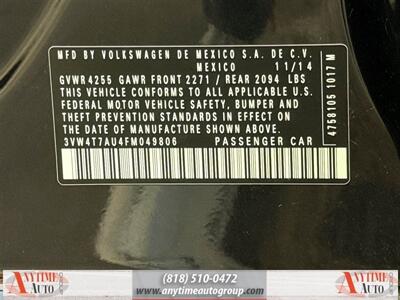 MFD BY VOLKSWAGEN DE MEXICO S.A. DE C.V.
MEXICO 11/14
GVWR4255 GAWR FRONT 2271 / REAR 2094 LBS
THIS VEHICLE CONFORMS TO ALL APPLICABLE U.S.
FEDERAL MOTOR VEHICLE SAFETY, BUMPER AND
THEFT PREVENTION STANDARDS IN EFFECT ON THE
DATE OF MANUFACTURE SHOWN ABOVE.
3VW4T7AU4FM049806 PASSENGER CAR
4758105 1017 M
ANYTIME
AUTO
(818) 510-0472
www.anytimeautogroup.com
ANYTIME
AUTO